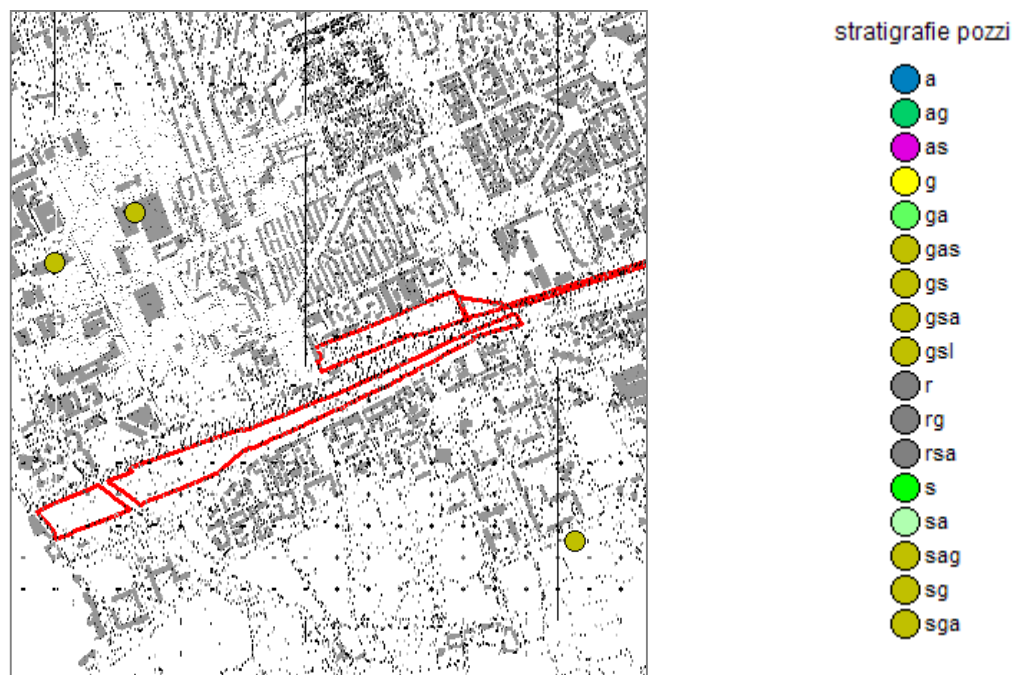 stratigrafie pozzi
a
ag
as
g
ga
gas
gs
gsa
gsl
r
rg
rsa
s
sa
sag
sg
sga